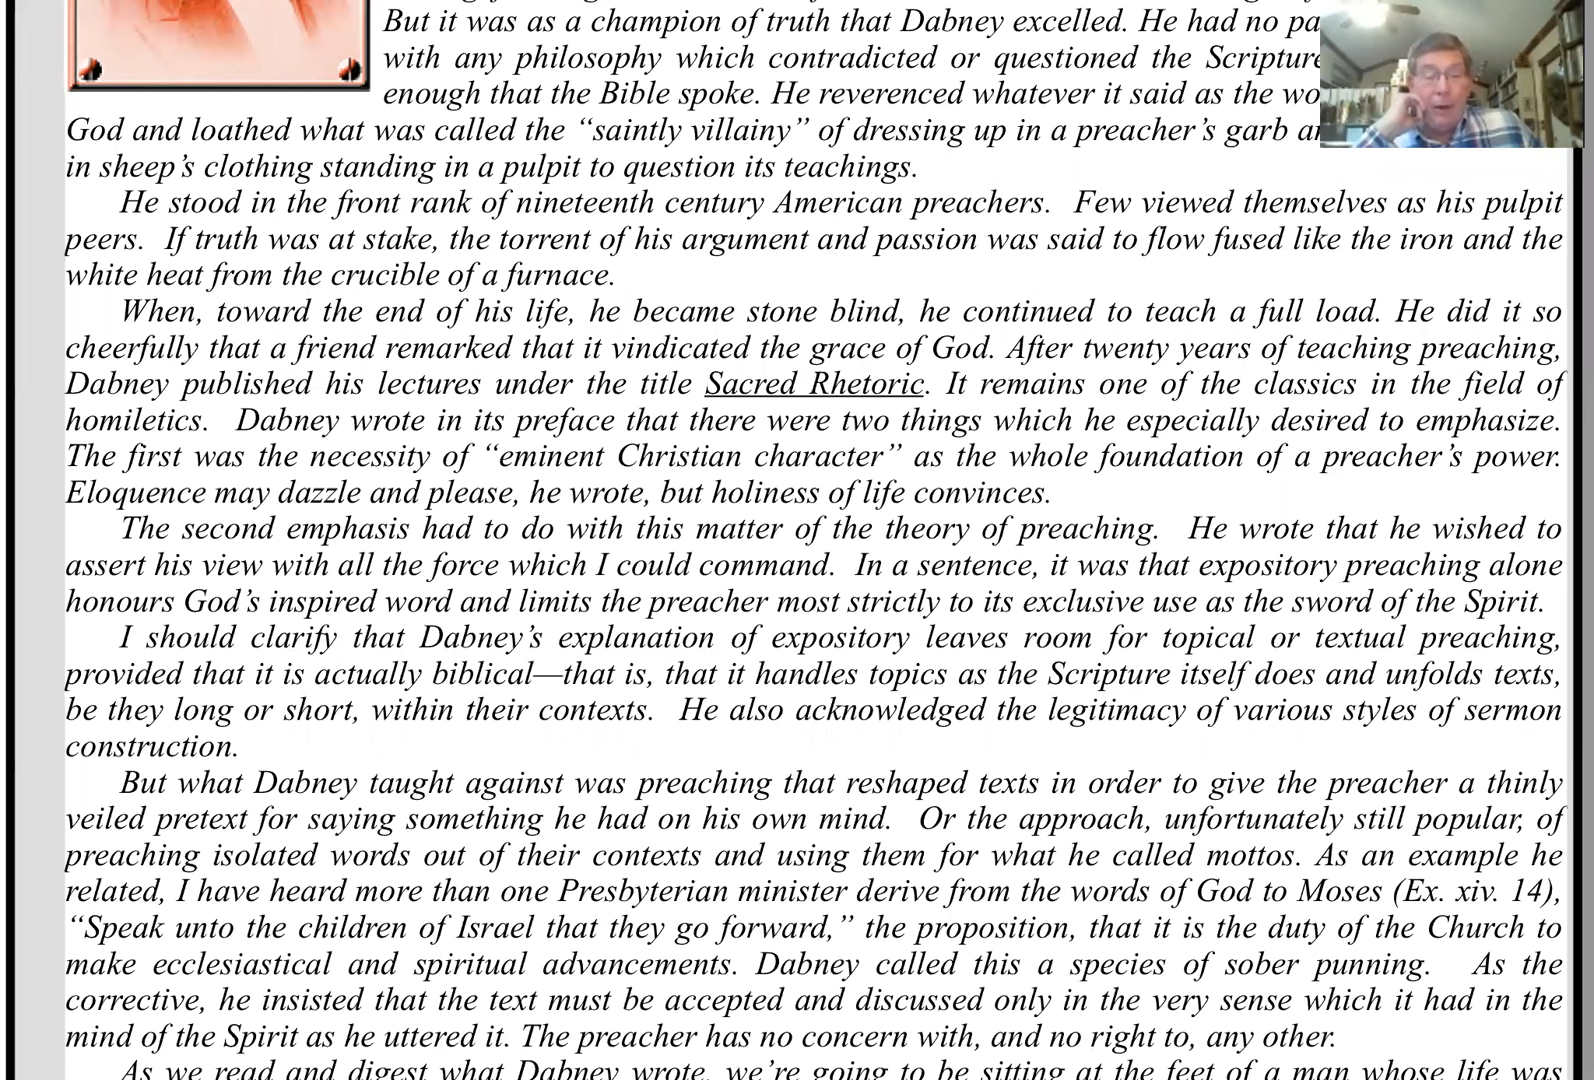 But it was as a champion of truth that Dabney excelled. He had no
with any philosophy which contradicted or questioned the Scripture
enough that the Bible spoke. He reverenced whatever it said as the
God and loathed what was called the “saintly villainy” of dressing up in a preacher’s garb
in sheep’s clothing standing in a pulpit to question its teachings.
He stood in the front rank of nineteenth century American preachers. Few viewed themselves as his pulpit
peers. If truth was at stake, the torrent of his argument and passion was said to flow fused like the iron and the
white heat from the crucible of a furnace.
When, toward the end of his life, he became stone blind, he continued to teach a full load. He did it so
cheerfully that a friend remarked that it vindicated the grace of God. After twenty years of teaching preaching,
Dabney published his lectures under the title Sacred Rhetoric. It remains one of the classics in the field of
homiletics. Dabney wrote in its preface that there were two things which he especially desired to emphasize.
The first was the necessity of “eminent Christian character” as the whole foundation of a preacher’s power.
Eloquence may dazzle and please, he wrote, but holiness of life convinces.
The second emphasis had to do with this matter of the theory of preaching. He wrote that he wished to
assert his view with all the force which I could command. In a sentence, it was that expository preaching alone
honours God’s inspired word and limits the preacher most strictly to its exclusive use as the sword of the Spirit.
I should clarify that Dabney’s explanation of expository leaves room for topical or textual preaching,
provided that it is actually biblical—that is, that it handles topics as the Scripture itself does and unfolds texts,
be they long or short, within their contexts. He also acknowledged the legitimacy of various styles of sermon
construction.
But what Dabney taught against was preaching that reshaped texts in order to give the preacher a thinly
veiled pretext for saying something he had on his own mind. Or the approach, unfortunately still popular, of
preaching isolated words out of their contexts and using them for what he called mottos. As an example he
related, I have heard more than one Presbyterian minister derive from the words of God to Moses (Ex. xiv. 14),
“Speak unto the children of Israel that they go forward,” the proposition, that it is the duty of the Church to
make ecclesiastical and spiritual advancements. Dabney called this a species of sober punning. As the
corrective, he insisted that the text must be accepted and discussed only in the very sense which it had in the
mind of the Spirit as he uttered it. The preacher has no concern with, and no right to, any other.
As we read and digest what Dabney wrote, we’re going to be sitting at the feet of a man whose life was